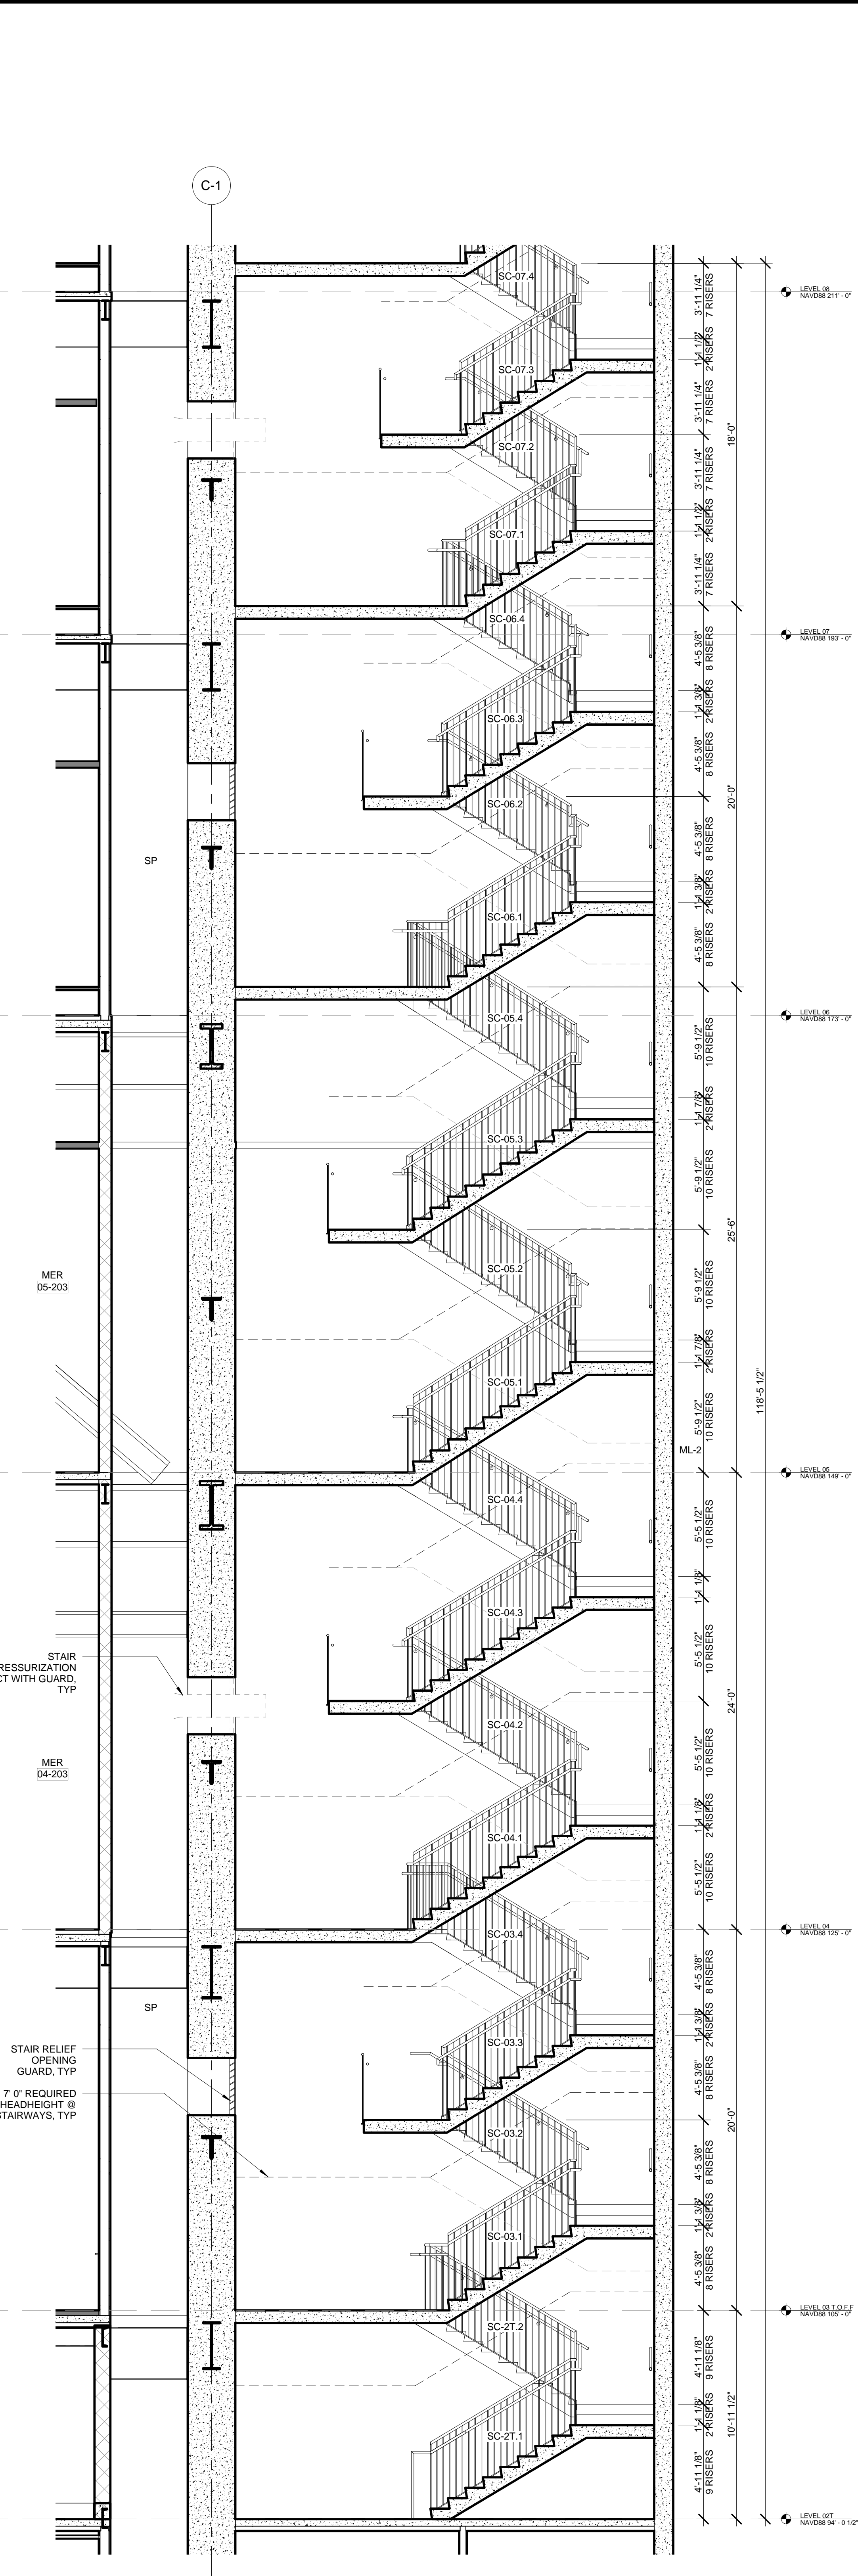 C-1
SC-07.4
3'-11 1/4"
7 RISERS
LEVEL 08
NAVD88 211' - 0"
1'-1 1/2"
2 RISERS
SC-07.3
3'-11 1/4"
7 RISERS
18'-0"
SC-07.2
3'-11 1/4"
7 RISERS
1'-1 1/2"
2 RISERS
SC-07.1
3'-11 1/4"
7 RISERS
SC-06.4
4'-5 3/8"
8 RISERS
LEVEL 07
NAVD88 193' - 0"
1'-1 3/8"
2 RISERS
SC-06.3
4'-5 3/8"
8 RISERS
20'-0"
SC-06.2
4'-5 3/8"
8 RISERS
SP
1'-1 3/8"
2 RISERS
SC-06.1
4'-5 3/8"
8 RISERS
SC-05.4
5'-9 1/2"
10 RISERS
LEVEL 06
NAVD88 173' - 0"
1'-1 7/8"
2 RISERS
SC-05.3
5'-9 1/2"
10 RISERS
25'-6"
SC-05.2
5'-9 1/2"
10 RISERS
MER
05-203
1'-1 7/8"
2 RISERS
SC-05.1
5'-9 1/2"
10 RISERS
118'-5 1/2"
ML-2
LEVEL 05
NAVD88 149' - 0"
SC-04.4
5'-5 1/2"
10 RISERS
1'-1 1/8"
SC-04.3
5'-5 1/2"
10 RISERS
STAIR
RESSURIZATION
CT WITH GUARD,
TYP
24'-0"
SC-04.2
5'-5 1/2"
10 RISERS
MER
04-203
1'-1 1/8"
2 RISERS
SC-04.1
5'-5 1/2"
10 RISERS
LEVEL 04
NAVD88 125' - 0"
SC-03.4
4'-5 3/8"
8 RISERS
SP
1'-1 3/8"
2 RISERS
SC-03.3
4'-5 3/8"
8 RISERS
STAIR RELIEF
OPENING
GUARD, TYP
7' 0" REQUIRED
HEADHEIGHT @
STAIRWAYS, TYP
20'-0"
SC-03.2
4'-5 3/8"
8 RISERS
1'-1 3/8"
2 RISERS
SC-03.1
4'-5 3/8"
8 RISERS
LEVEL 03 T.O.F.F
NAVD88 105' - 0"
SC-2T.2
4'-11 1/8"
9 RISERS
1'-1 1/8"
2 RISERS
10'-11 1/2"
SC-2T.1
4'-11 1/8"
9 RISERS
LEVEL 02T
NAVD88 94' - 0 1/2"